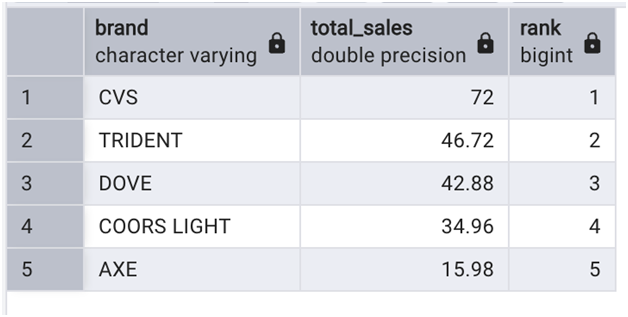 brand total_sales rank
character varying double precision bigint
1 CVS 72 1
2 TRIDENT 46.72 2
3 DOVE 42.88 3
4 COORS LIGHT 34.96 4
5 AXE 15.98 5